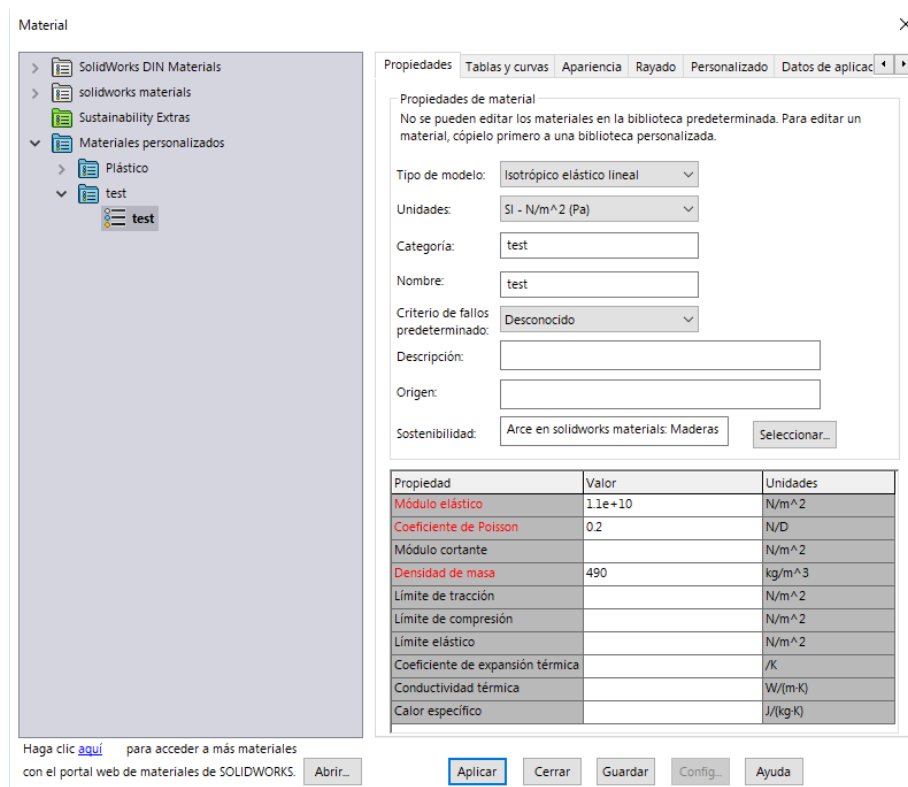 Material
SolidWorks DIN Materials
solidworks materials
Sustainability Extras
Materiales personalizados
Plástico
test
test
Haga clic aquí para acceder a más materiales
con el portal web de materiales de SOLIDWORKS. Abrir...
Propiedades Tablas y curvas Apariencia Rayado Personalizado Datos de aplicac
Propiedades de material
No se pueden editar los materiales en la biblioteca predeterminada. Para editar un
material, cópielo primero a una biblioteca personalizada.
Tipo de modelo: Isotrópico elástico lineal
Unidades: SI - N/m^2 (Pa)
Categoría: test
Nombre: test
Criterio de fallos
predeterminado: Desconocido
Descripción:
Origen:
Sostenibilidad: Arce en solidworks materials: Maderas Seleccionar...
Propiedad Valor Unidades
Módulo elástico 1.1e+10 N/m^2
Coeficiente de Poisson 0.2 N/D
Módulo cortante N/m^2
Densidad de masa 490 kg/m^3
Límite de tracción N/m^2
Límite de compresión N/m^2
Límite elástico N/m^2
Coeficiente de expansión térmica /K
Conductividad térmica W/(m·K)
Calor específico J/(kg·K)
Aplicar Cerrar Guardar Config... Ayuda